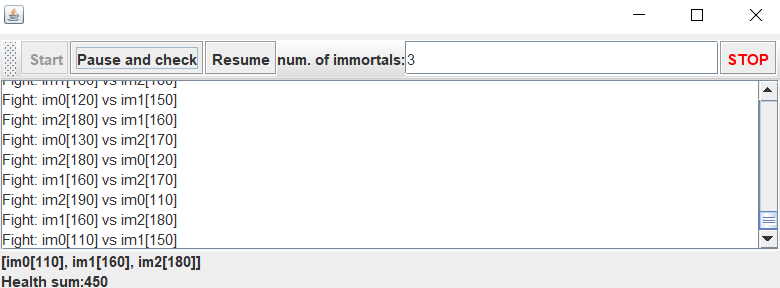 Start Pause and check Resume num. of immortals: 3 STOP
Fight: im1[160] vs im2[180]
Fight: im0[120] vs im1[150]
Fight: im2[180] vs im1[160]
Fight: im0[130] vs im2[170]
Fight: im2[180] vs im0[120]
Fight: im1[160] vs im2[170]
Fight: im2[190] vs im0[110]
Fight: im1[160] vs im2[180]
Fight: im0[110] vs im1[150]
[im0[110], im1[160], im2[180]]
Health sum:450